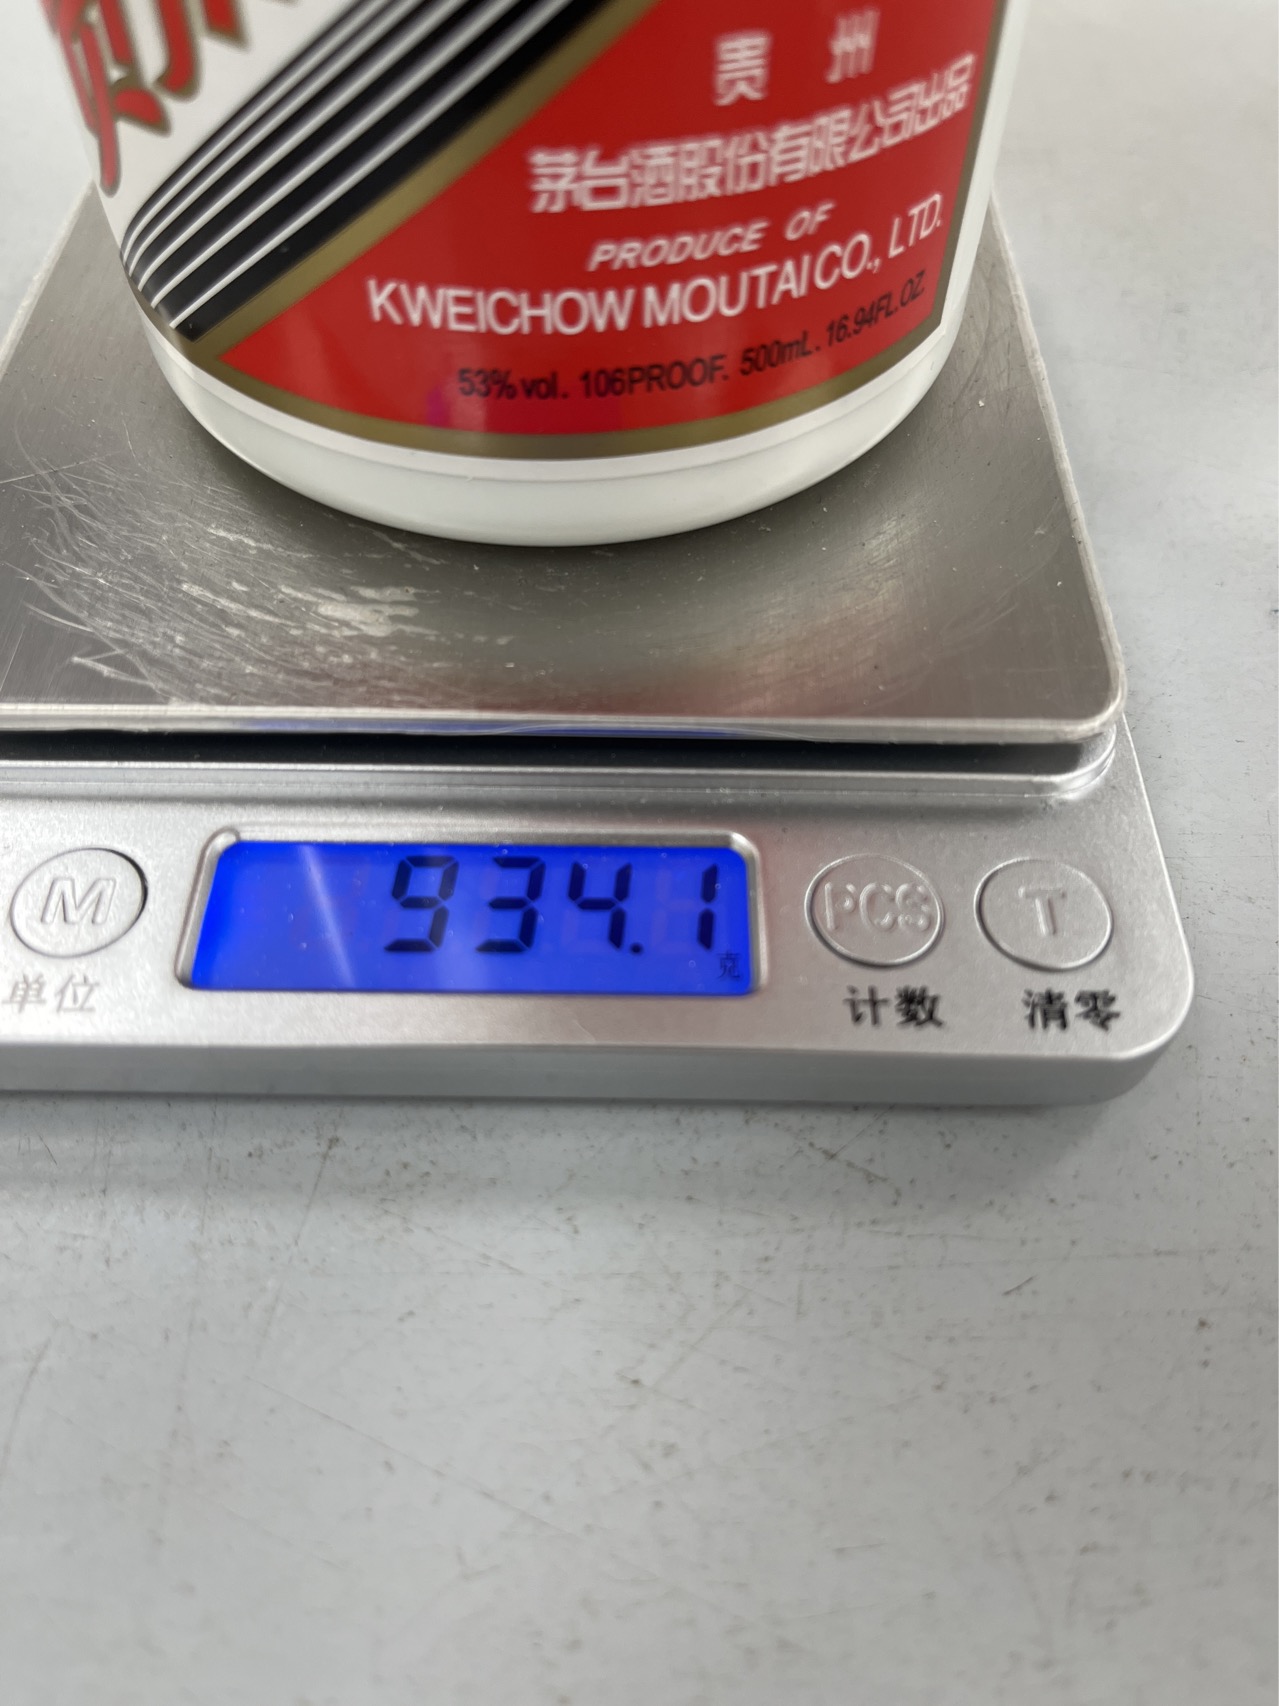 贵州
茅台酒股份有限公司出品
PRODUCE OF
KWEICHOW MOUTAI CO., LTD.
53% vol. 106PROOF. 500mL. 16.94FL.OZ
934.1
克
M
PCS
T
单位
计数
清零